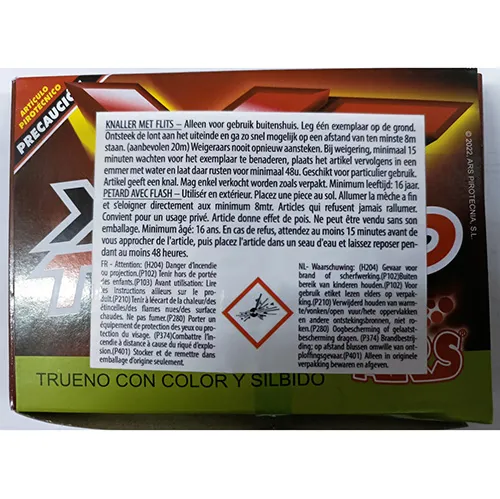 ARTÍCULO
PIROTÉCNICO
PRECAUCI
© 2022, ARS PIROTECNIA, S.L.
KNALLER MET FLITS – Alleen voor gebruik buitenshuis. Leg één exemplaar op de grond.
Ontsteek de lont aan het uiteinde en ga zo snel mogelijk op een afstand van ten minste 8m
staan. (aanbevolen 20m) Weigeraars nooit opnieuw aansteken. Bij weigering, minimaal 15
minuten wachten voor het exemplaar te benaderen, plaats het artikel vervolgens in een
emmer met water en laat daar rusten voor minimaal 48u. Geschikt voor particulier gebruik.
Artikel geeft een knal. Mag enkel verkocht worden zoals verpakt. Minimum leeftijd: 16 jaar.
PETARD AVEC FLASH – Utilisér en extérieur. Placez une piece au sol. Allumer la mèche a fin
et s'seloigner directement aux minimum 8mtr. Articles qui refusent jamais rallumer.
Convient pour un usage privé. Article donne effet de pois. Ne peut être vendu sans son
emballage. Minimum âgé: 16 ans. En cas de refus, attendez au moins 15 minutes avant de
vous approcher de l'article, puis placez l'article dans un seau d'eau et laissez reposer pen-
dant au moins 48 heures.
FR - Attention: (H204) Danger d'incendie
ou projection.(P102) Tenir hors de portée
les enfants.(P103) Avant utilisation: Lire
les Instructions ailleurs sur le pro-
duit.(P210)Tenir à l'écart de la chaleur/des
étincelles/des flames nues/des surface
chaudes. Ne pas fumer.(P280) Porter un
équipement de protection des yeux ou pro-
tection du visage. (P374)Combattre l'in-
cendie à distance à cause du risque d'explo-
sion.(P401) Stocker et de remettre dans
emballage d'origine.
NL- Waarschuwing: (H204) Gevaar voor
brand of scherfwerking.(P102)Buiten
bereik van kinderen houden.(P102) Voor
gebruik etiket lezen elders op verpak-
king.(P210) Verwijderd houden van warm-
te/vonken/open vuur/hete oppervlakken
en andere ontstekingsbronnen, niet ro-
ken.(P280) Oogbescherming of gelaatst-
bescherming dragen.(P374) Brandbestrij-
ding; op afstand blussen omwille van ont-
ploffingsgevaar.(P401) Alleen in originele
verpakking bewaren en afgeven.
TRUENO CON COLOR Y SILBIDO
ARS